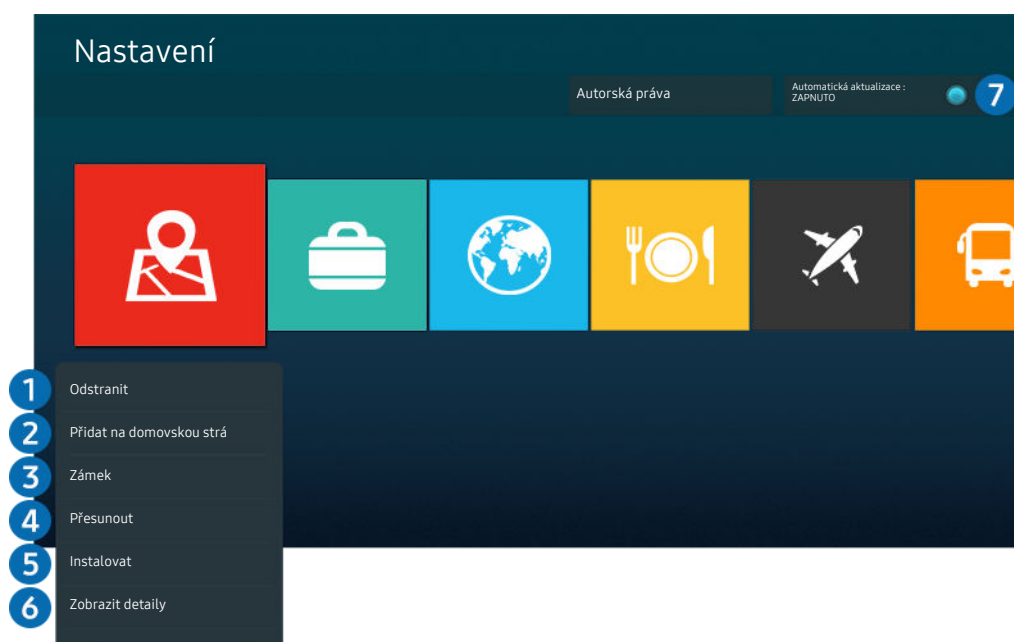 Nastavení
Autorská práva
Automatická aktualizace :
ZAPNUTO
7
1 Odstranit
2 Přidat na domovskou strá
3 Zámek
4 Přesunout
5 Instalovat
6 Zobrazit detaily